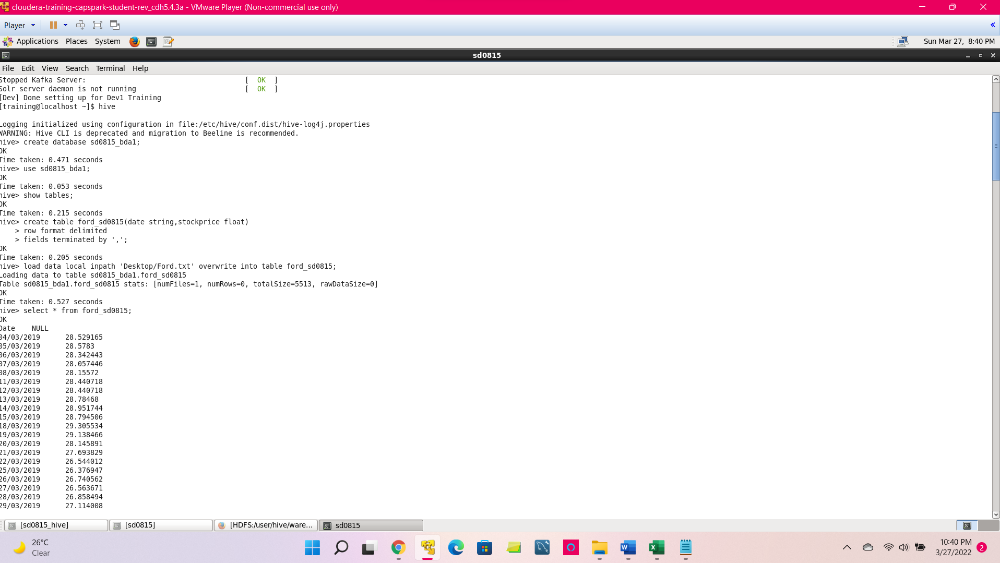 cloudera-training-capspark-student-rev_cdh5.4.3a - VMware Player (Non-commercial use only)
Player
Applications Places System Sun Mar 27, 8:40 PM
sd0815
File Edit View Search Terminal Help
Stopped Kafka Server: [ OK ]
Solr server daemon is not running [ OK ]
[Dev] Done setting up for Dev1 Training
[training@localhost ~]$ hive
Logging initialized using configuration in file:/etc/hive/conf.dist/hive-log4j.properties
WARNING: Hive CLI is deprecated and migration to Beeline is recommended.
hive> create database sd0815_bda1;
OK
Time taken: 0.471 seconds
hive> use sd0815_bda1;
OK
Time taken: 0.053 seconds
hive> show tables;
OK
Time taken: 0.215 seconds
hive> create table ford_sd0815(date string,stockprice float)
> row format delimited
> fields terminated by ',';
OK
Time taken: 0.205 seconds
hive> load data local inpath 'Desktop/Ford.txt' overwrite into table ford_sd0815;
Loading data to table sd0815_bda1.ford_sd0815
Table sd0815_bda1.ford_sd0815 stats: [numFiles=1, numRows=0, totalSize=5513, rawDataSize=0]
OK
Time taken: 0.527 seconds
hive> select * from ford_sd0815;
OK
Date NULL
04/03/2019 28.529165
05/03/2019 28.5783
06/03/2019 28.342443
07/03/2019 28.057446
08/03/2019 28.15572
11/03/2019 28.440718
12/03/2019 28.440718
13/03/2019 28.78468
14/03/2019 28.951744
15/03/2019 28.794506
18/03/2019 29.305534
19/03/2019 29.138466
20/03/2019 28.145891
21/03/2019 27.693829
22/03/2019 26.544012
25/03/2019 26.376947
26/03/2019 26.740562
27/03/2019 26.563671
28/03/2019 26.858494
29/03/2019 27.114008
[sd0815_hive] [sd0815] [HDFS:/user/hive/ware... sd0815
26°C
Clear
10:40 PM
3/27/2022
2